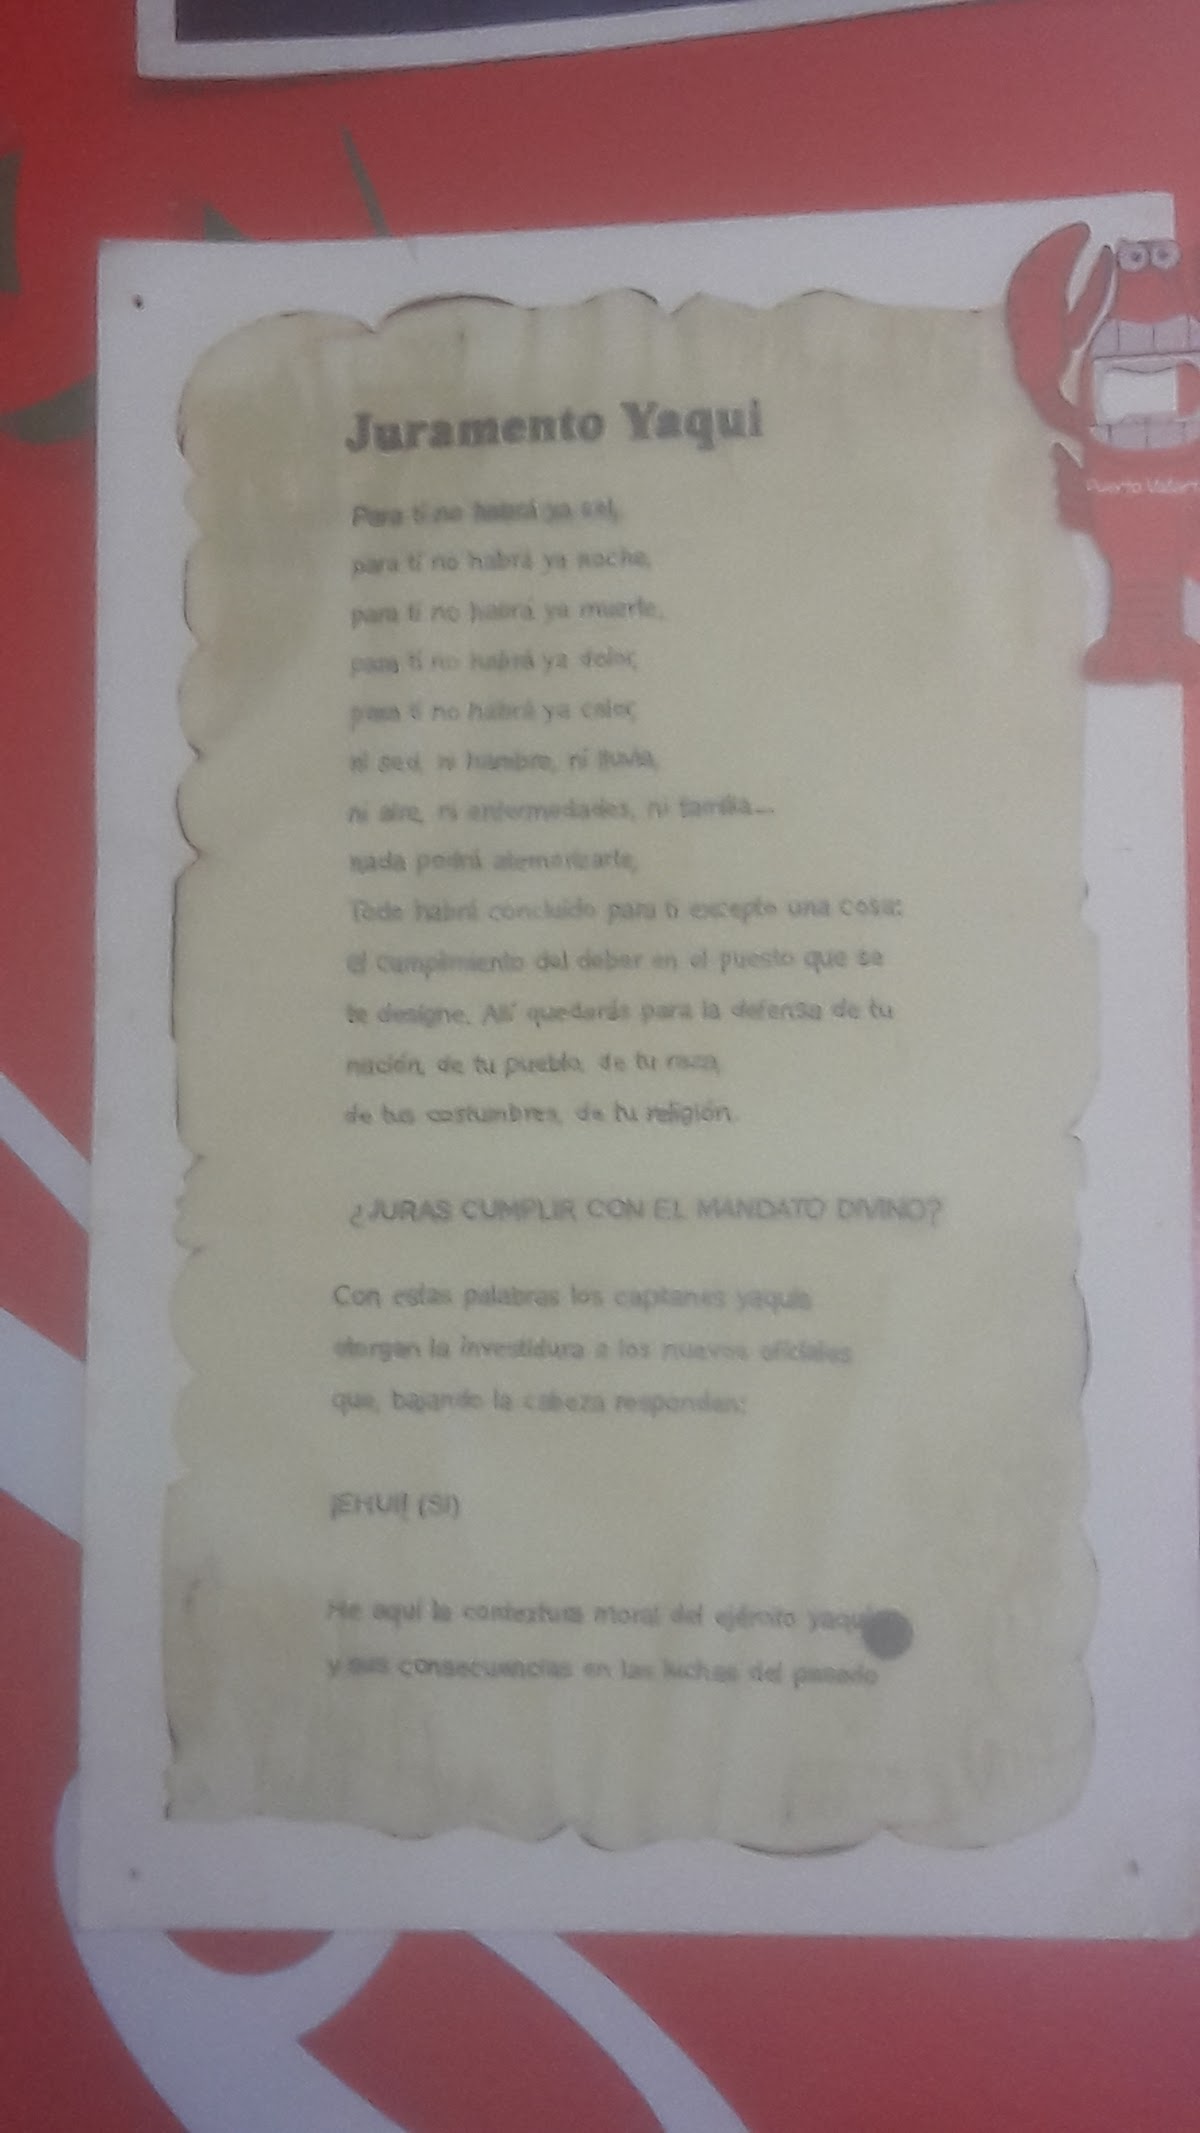 Juramento Yaqui
Para tí no habrá ya sol,
para tí no habrá ya noche,
para tí no habrá ya muerte,
para tí no habrá ya dolor,
para tí no habrá ya calor,
ni sed, ni hambre, ni lluvia,
ni aire, ni enfermedades, ni familia...
nada podrá atemorizarte,
Todo habrá concluido para ti excepto una cosa:
el cumplimiento del deber en el puesto que se
te designe. Allí quedarás para la defensa de tu
nación, de tu pueblo, de tu raza,
de tus costumbres, de tu religión.
¿JURAS CUMPLIR CON EL MANDATO DIVINO?
Con estas palabras los capitanes yaquis
otorgan la investidura a los nuevos oficiales
que, bajando la cabeza responden:
¡EHUI! (SI)
He aquí la contextura moral del ejército yaqui
y sus consecuencias en las luchas del pasado
Puerto